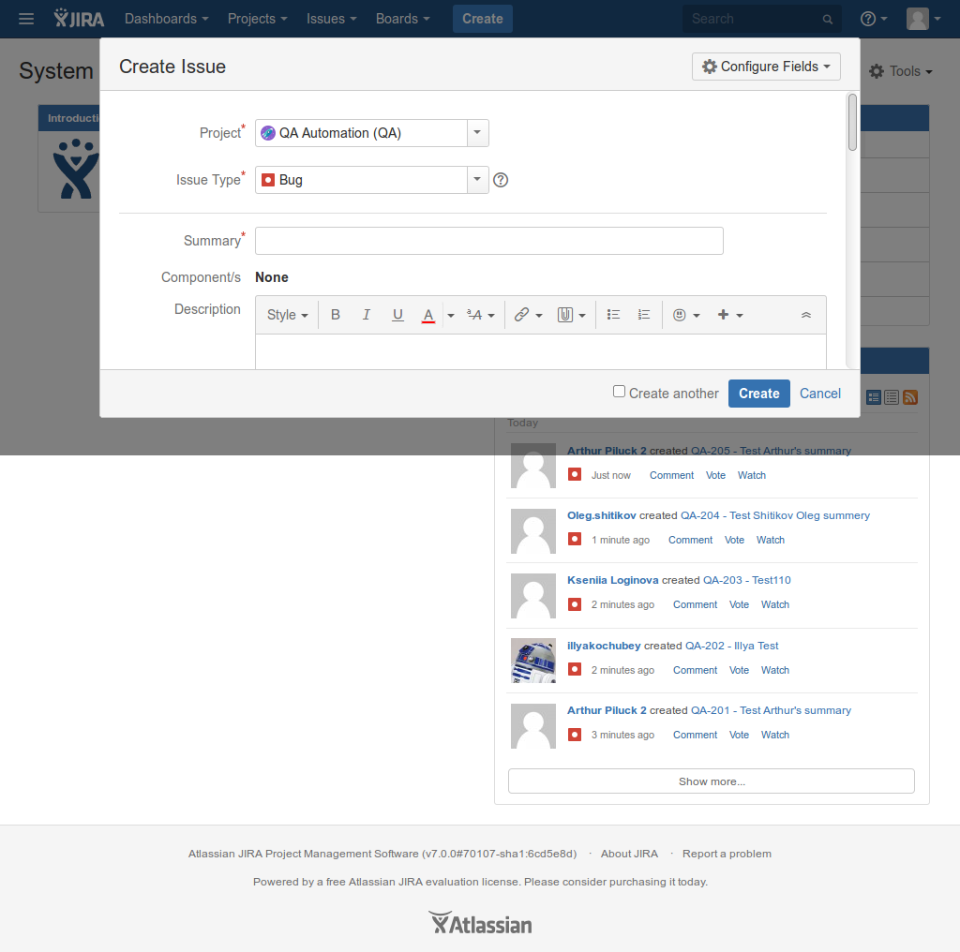 JIRA Dashboards Projects Issues Boards Create Search
System
Tools
Create Issue
Configure Fields
Introducti
Project*
QA Automation (QA)
Issue Type*
Bug
Summary*
Component/s
None
Description
Style B I U A ªA
Create another Create Cancel
Today
Arthur Piluck 2 created QA-205 - Test Arthur's summary
Just now Comment Vote Watch
Oleg.shitikov created QA-204 - Test Shitikov Oleg summery
1 minute ago Comment Vote Watch
Kseniia Loginova created QA-203 - Test110
2 minutes ago Comment Vote Watch
illyakochubey created QA-202 - Illya Test
2 minutes ago Comment Vote Watch
Arthur Piluck 2 created QA-201 - Test Arthur's summary
3 minutes ago Comment Vote Watch
Show more...
Atlassian JIRA Project Management Software (v7.0.0#70107-sha1:6cd5e8d) · About JIRA · Report a problem
Powered by a free Atlassian JIRA evaluation license. Please consider purchasing it today.
Atlassian